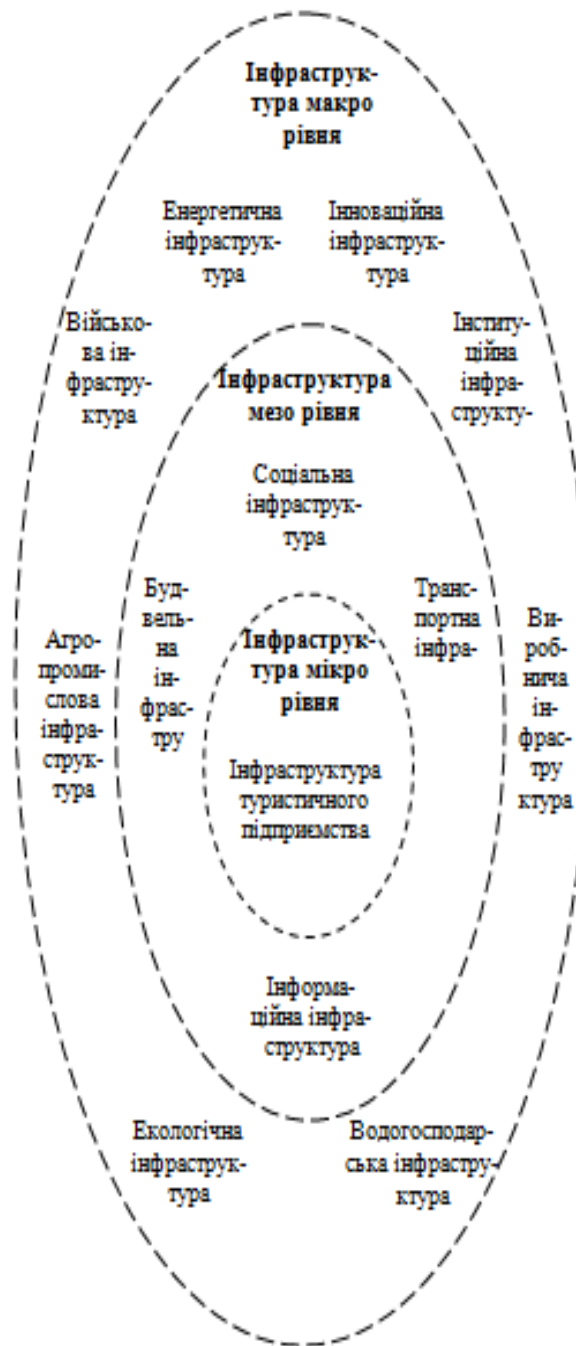 Інфраструк-
тура макро
рівня
Енергетична
інфраструк-
тура
Інноваційна
інфраструк-
тура
Військо-
ва ін-
фрастру-
ктура
Інститу-
ційна
інфра-
структу-
Інфраструктура
мезо рівня
Соціальна
інфраструк-
тура
Буд-
вель-
на
ін-
фрас-
тру
Транс-
портна
інфра-
Агро-
проми-
слова
інфра-
струк-
тура
Інфраструк-
тура мікро
рівня
Ви-
роб-
нича
ін-
фрас-
тру
ктура
Інфраструктура
туристичного
підприємства
Інформа-
ційна інфра-
структура
Екологічна
інфраструк-
тура
Водогосподар-
ська інфрастру-
ктура